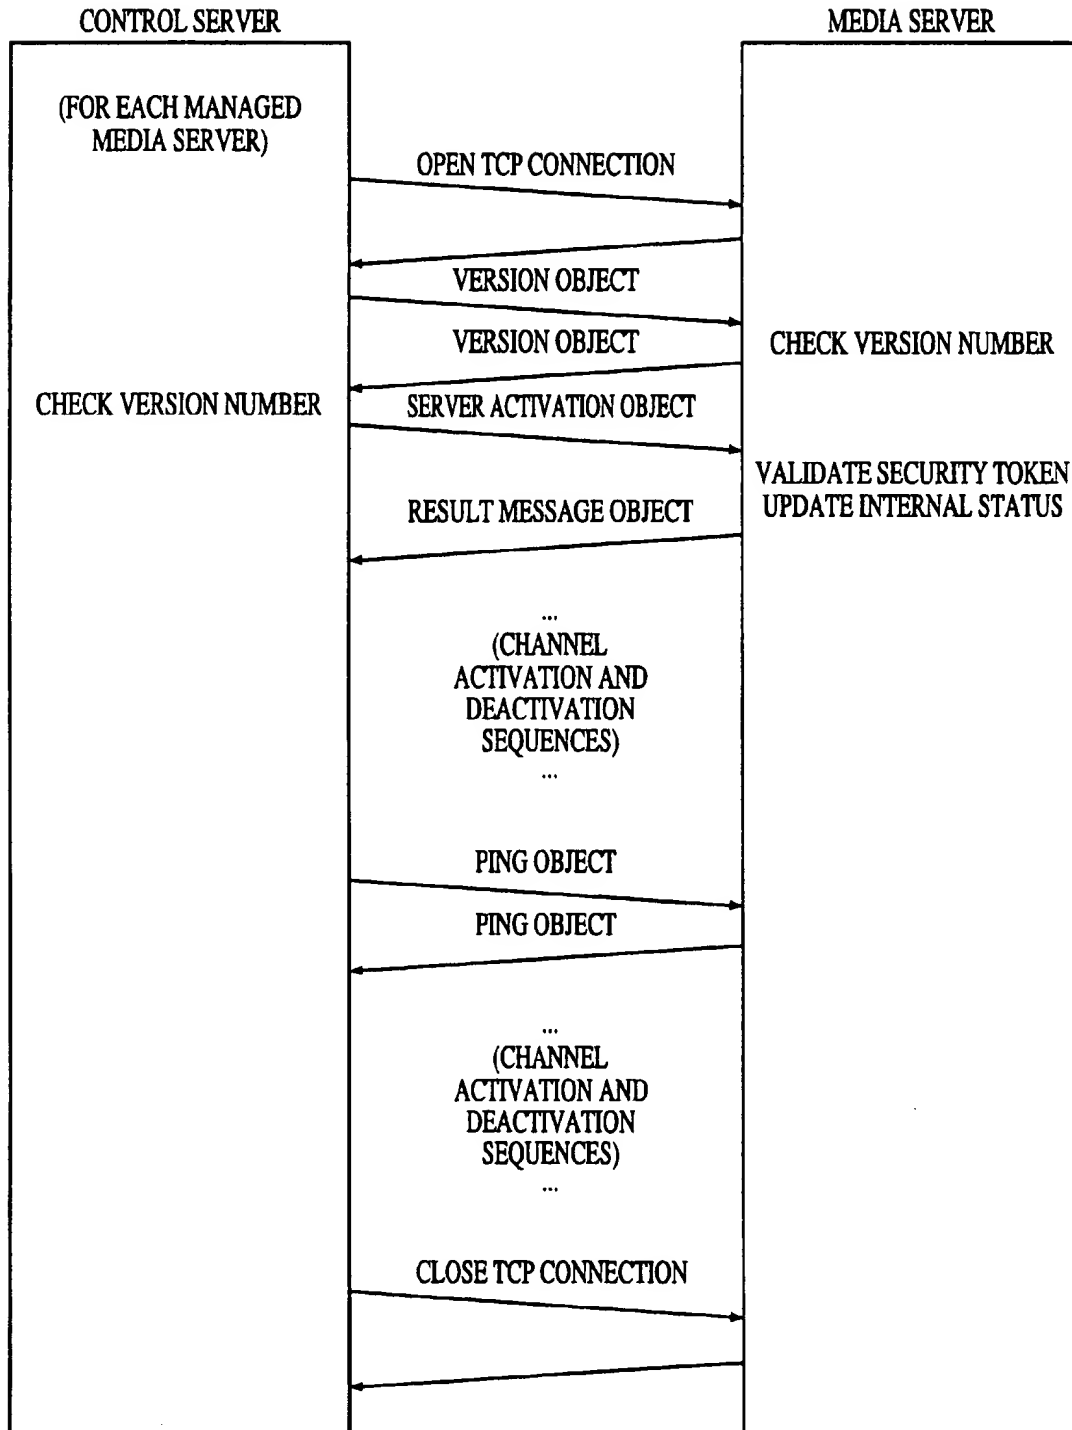 CONTROL SERVER
MEDIA SERVER
(FOR EACH MANAGED
MEDIA SERVER)
OPEN TCP CONNECTION
VERSION OBJECT
VERSION OBJECT
CHECK VERSION NUMBER
CHECK VERSION NUMBER
SERVER ACTIVATION OBJECT
VALIDATE SECURITY TOKEN
UPDATE INTERNAL STATUS
RESULT MESSAGE OBJECT
...
(CHANNEL
ACTIVATION AND
DEACTIVATION
SEQUENCES)
...
PING OBJECT
PING OBJECT
...
(CHANNEL
ACTIVATION AND
DEACTIVATION
SEQUENCES)
...
CLOSE TCP CONNECTION